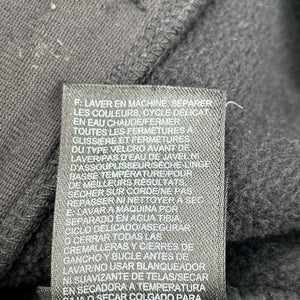 F: LAVER EN MACHINE, SÉPARER
LES COULEURS, CYCLE DÉLICAT,
EN EAU CHAUDE/FERMER
TOUTES LES FERMETURES À
GLISSIÈRE ET FERMETURES
DU TYPE VELCRO AVANT DE
LAVER/PAS D'EAU DE JAVEL NI
D'ASSOUPLISSEUR/SÈCHE-LINGE
BASSE TEMPÉRATURE/POUR
DE MEILLEURS RÉSULTATS,
SÉCHER SUR CORDE/NE PAS
REPASSER NI NETTOYER À SEC
E: LAVAR A MÁQUINA POR
SEPARADO EN AGUA TIBIA,
CICLO DELICADO/ASEGURAR
O CERRAR TODAS LAS
CREMALLERAS Y CIERRES DE
GANCHO Y BUCLE ANTES DE
LAVAR/NO USAR BLANQUEADOR
NI SUAVIZANTE DE TELAS/SECAR
EN SECADORA A TEMPERATURA
BAJA O SECAR COLGADO PARA